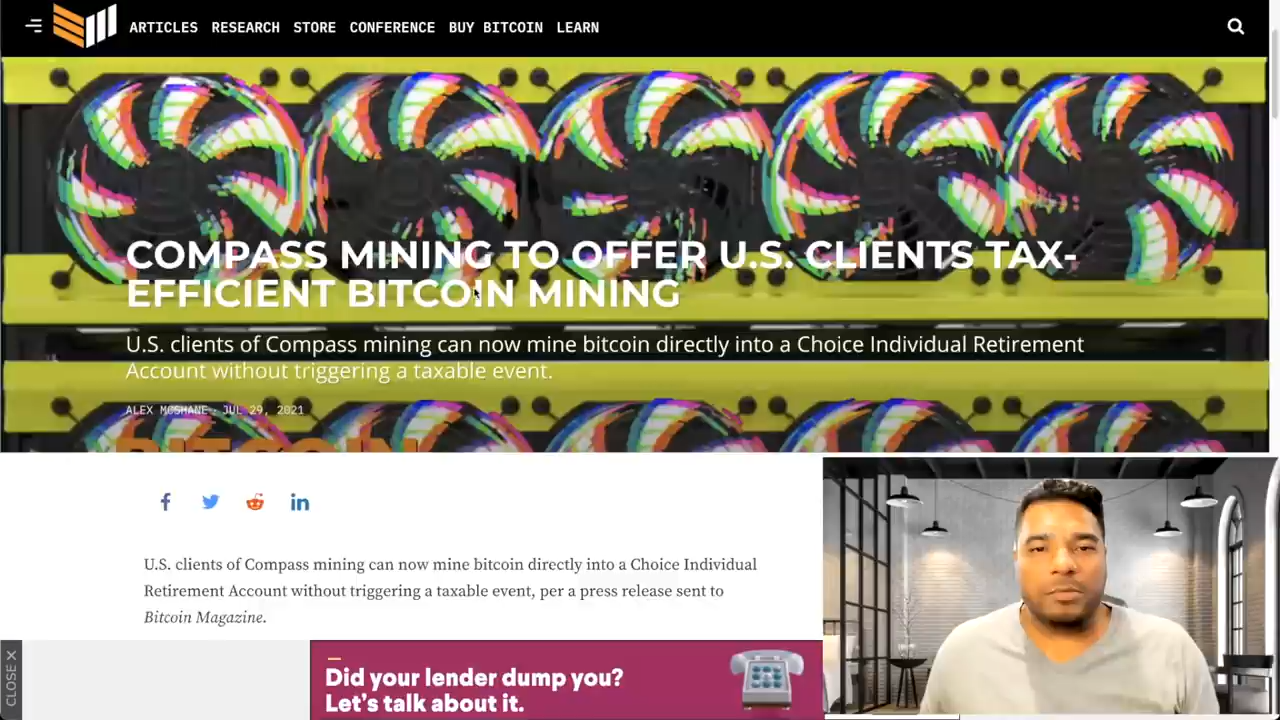 ARTICLES RESEARCH STORE CONFERENCE BUY BITCOIN LEARN
COMPASS MINING TO OFFER U.S. CLIENTS TAX-
EFFICIENT BITCOIN MINING
U.S. clients of Compass mining can now mine bitcoin directly into a Choice Individual Retirement
Account without triggering a taxable event.
ALEX MCSHANE · JUL 29, 2021
BITCOIN
U.S. clients of Compass mining can now mine bitcoin directly into a Choice Individual
Retirement Account without triggering a taxable event, per a press release sent to
Bitcoin Magazine.
CLOSE X
Did your lender dump you?
Let's talk about it.